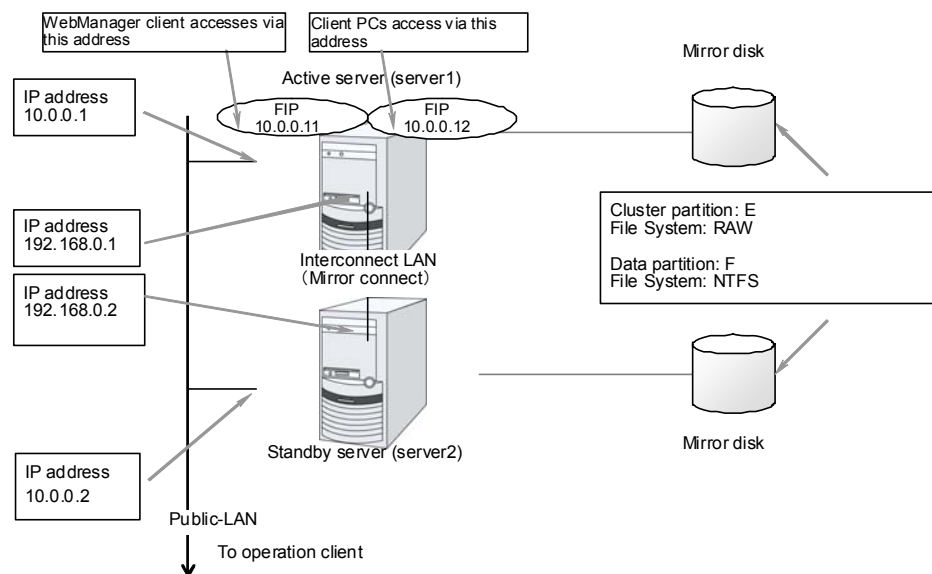 WebManager client accesses via
this address
Client PCs access via this
address
Mirror disk
Active server (server1)
IP address
10.0.0.1
FIP
10.0.0.11
FIP
10.0.0.12
Cluster partition: E
File System: RAW
Data partition: F
File System: NTFS
IP address
192.168.0.1
Interconnect LAN
(Mirror connect)
IP address
192.168.0.2
Standby server (server2)
Mirror disk
IP address
10.0.0.2
Public-LAN
To operation client